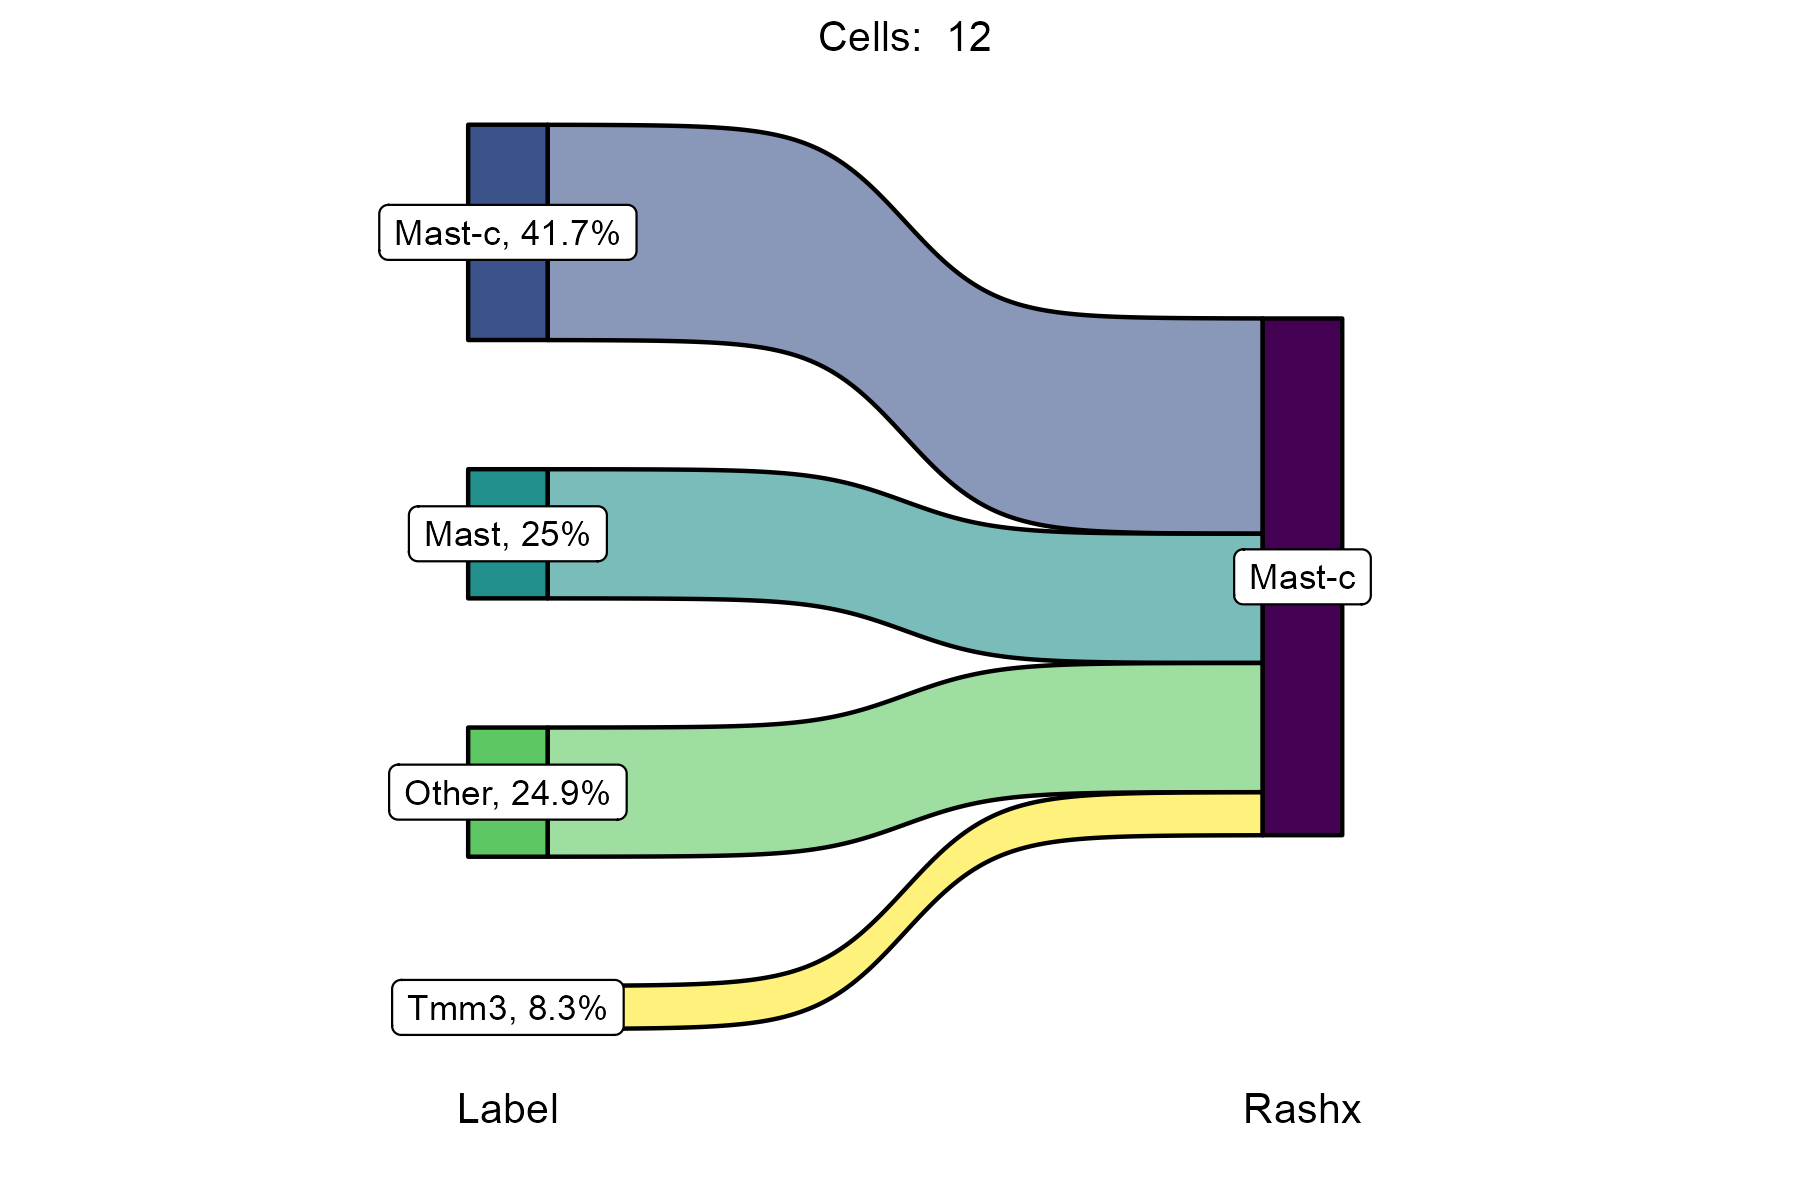 Cells:  12
Mast-c, 41.7%
Mast, 25%
Mast-c
Other, 24.9%
Tmm3, 8.3%
Label
Rashx